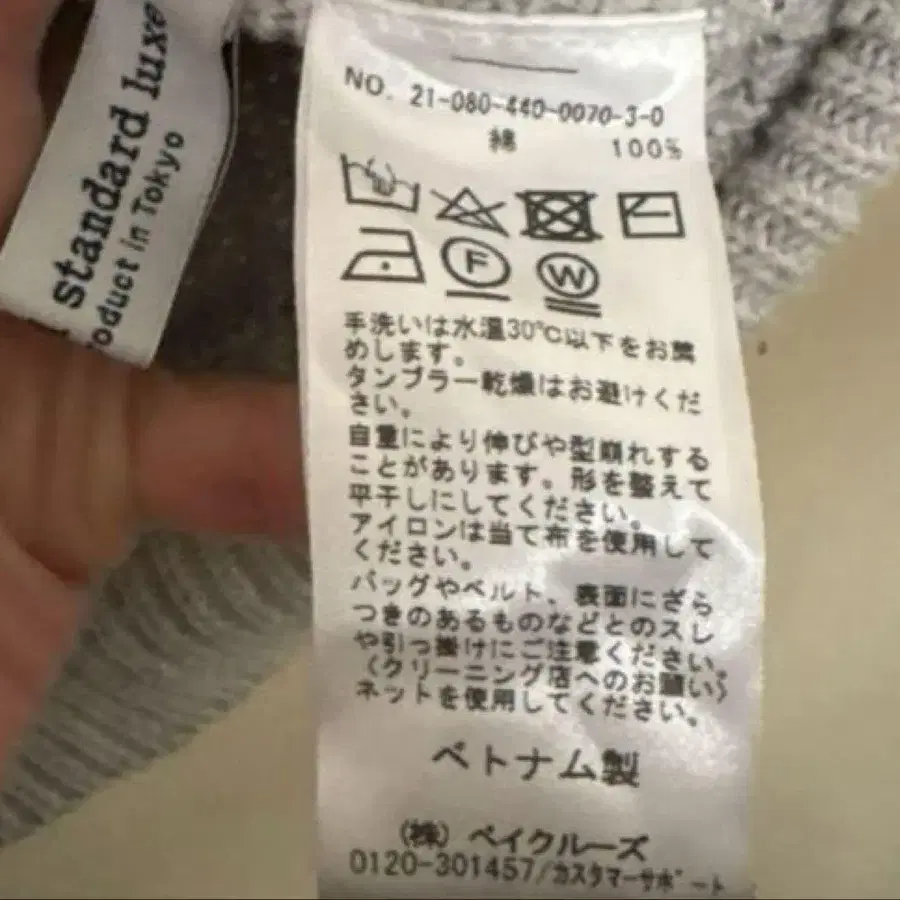 standard luxe
oduct in Tokyo
NO. 21-080-440-0070-3-0
綿 100%
F
W
手洗いは水温30℃以下をお薦
めします。
タンブラー乾燥はお避けくだ
さい。
自重により伸びや型崩れする
ことがあります。形を整えて
平干しにしてください。
アイロンは当て布を使用して
ください。
バッグやベルト、表面にざら
つきのあるものなどとのスレ
や引っ掛けにご注意ください。
(クリーニング店へのお願い)
ネットを使用してください。
ベトナム製
(株) ベイクルーズ
0120-301457/カスタマーサポート